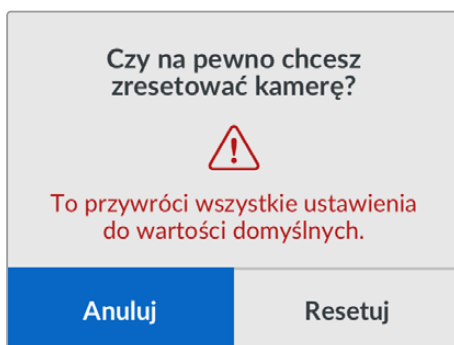 Czy na pewno chcesz
zresetować kamerę?
To przywróci wszystkie ustawienia
do wartości domyślnych.
Anuluj
Resetuj